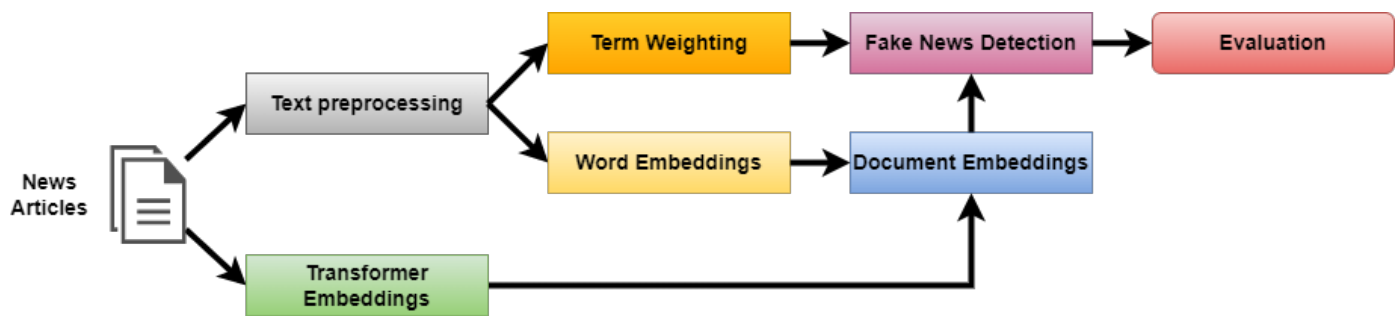 News
Articles
Text preprocessing
Term Weighting
Fake News Detection
Evaluation
Word Embeddings
Document Embeddings
Transformer
Embeddings